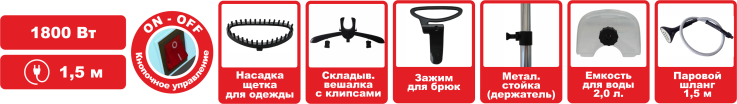 1800 Вт
1,5 м
ON - OFF
Кнопочное управление
Насадка
щетка
для одежды
Складыв.
вешалка
с клипсами
Зажим
для брюк
Метал.
стойка
(держатель)
Емкость
для воды
2,0 л.
Паровой
шланг
1,5 м